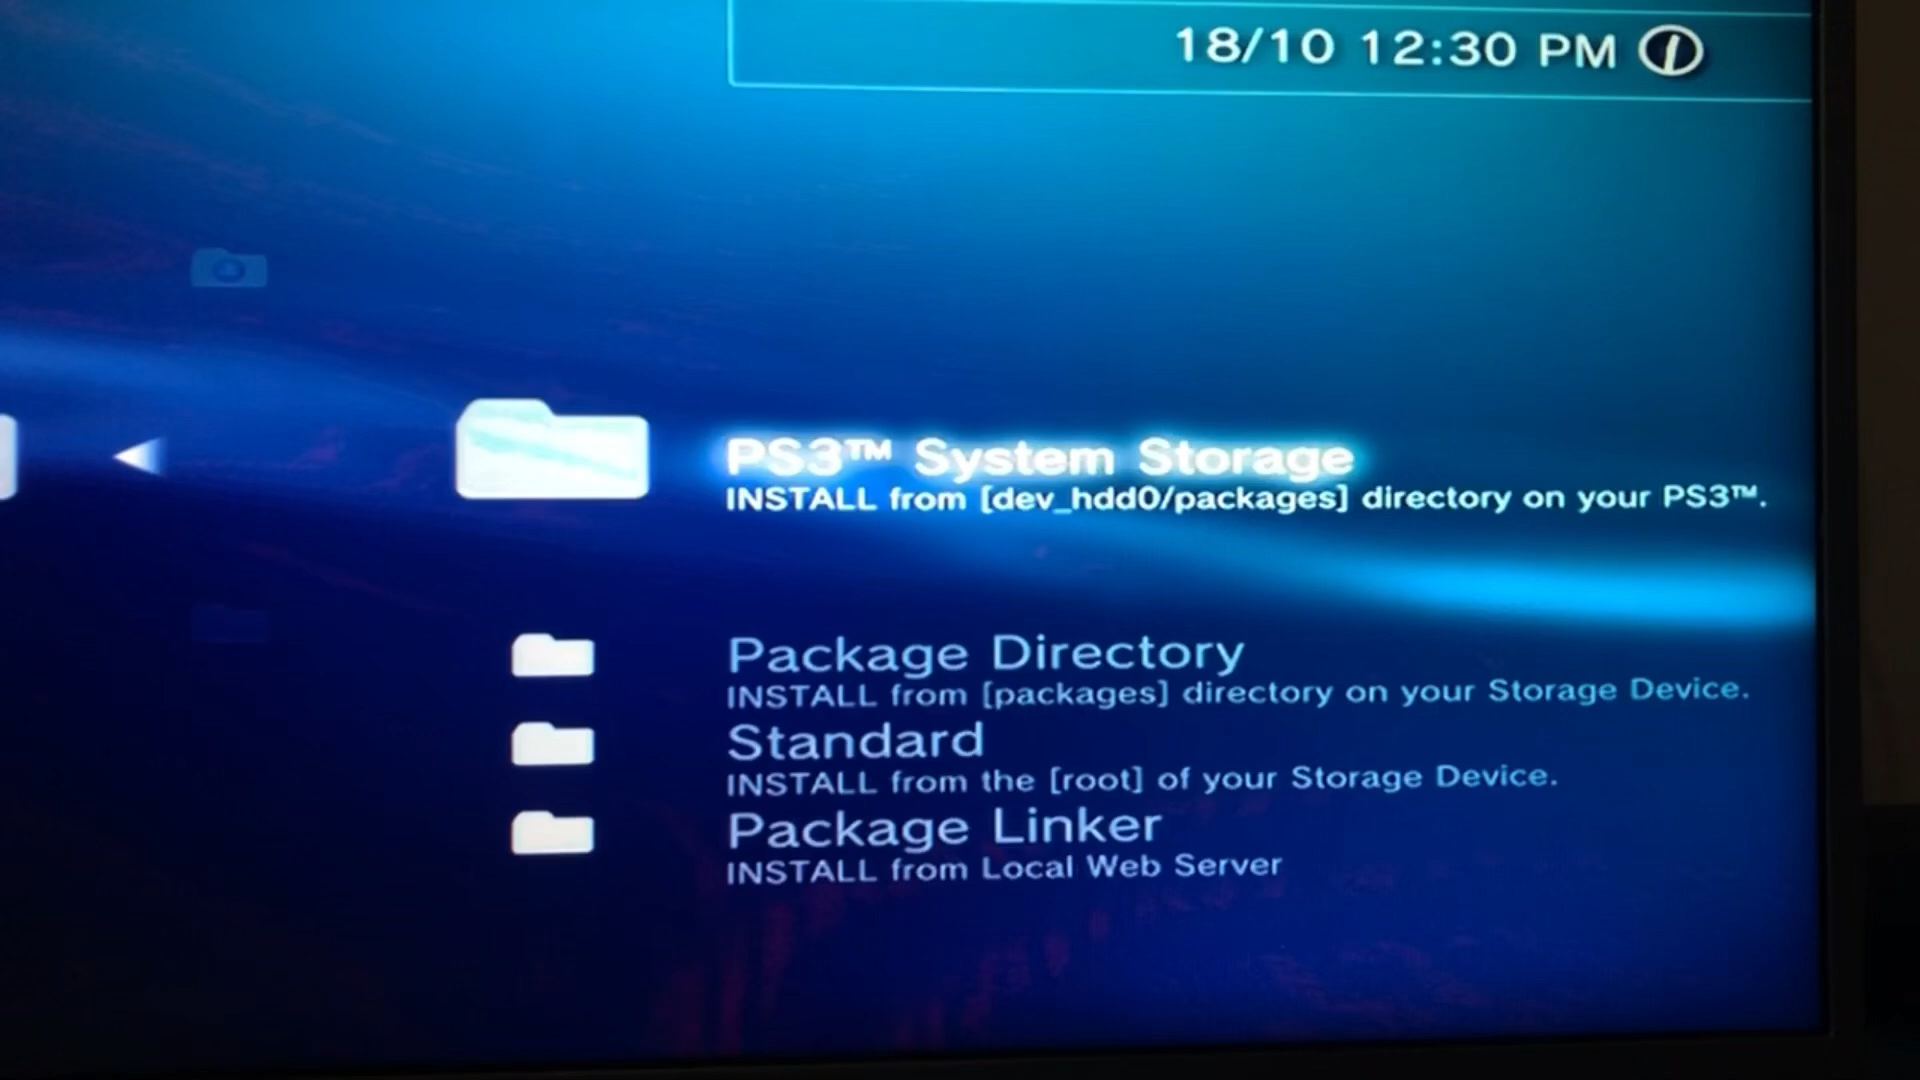 18/10 12:30 PM
PS3™ System Storage
INSTALL from [dev_hdd0/packages] directory on your PS3™.
Package Directory
INSTALL from [packages] directory on your Storage Device.
Standard
INSTALL from the [root] of your Storage Device.
Package Linker
INSTALL from Local Web Server